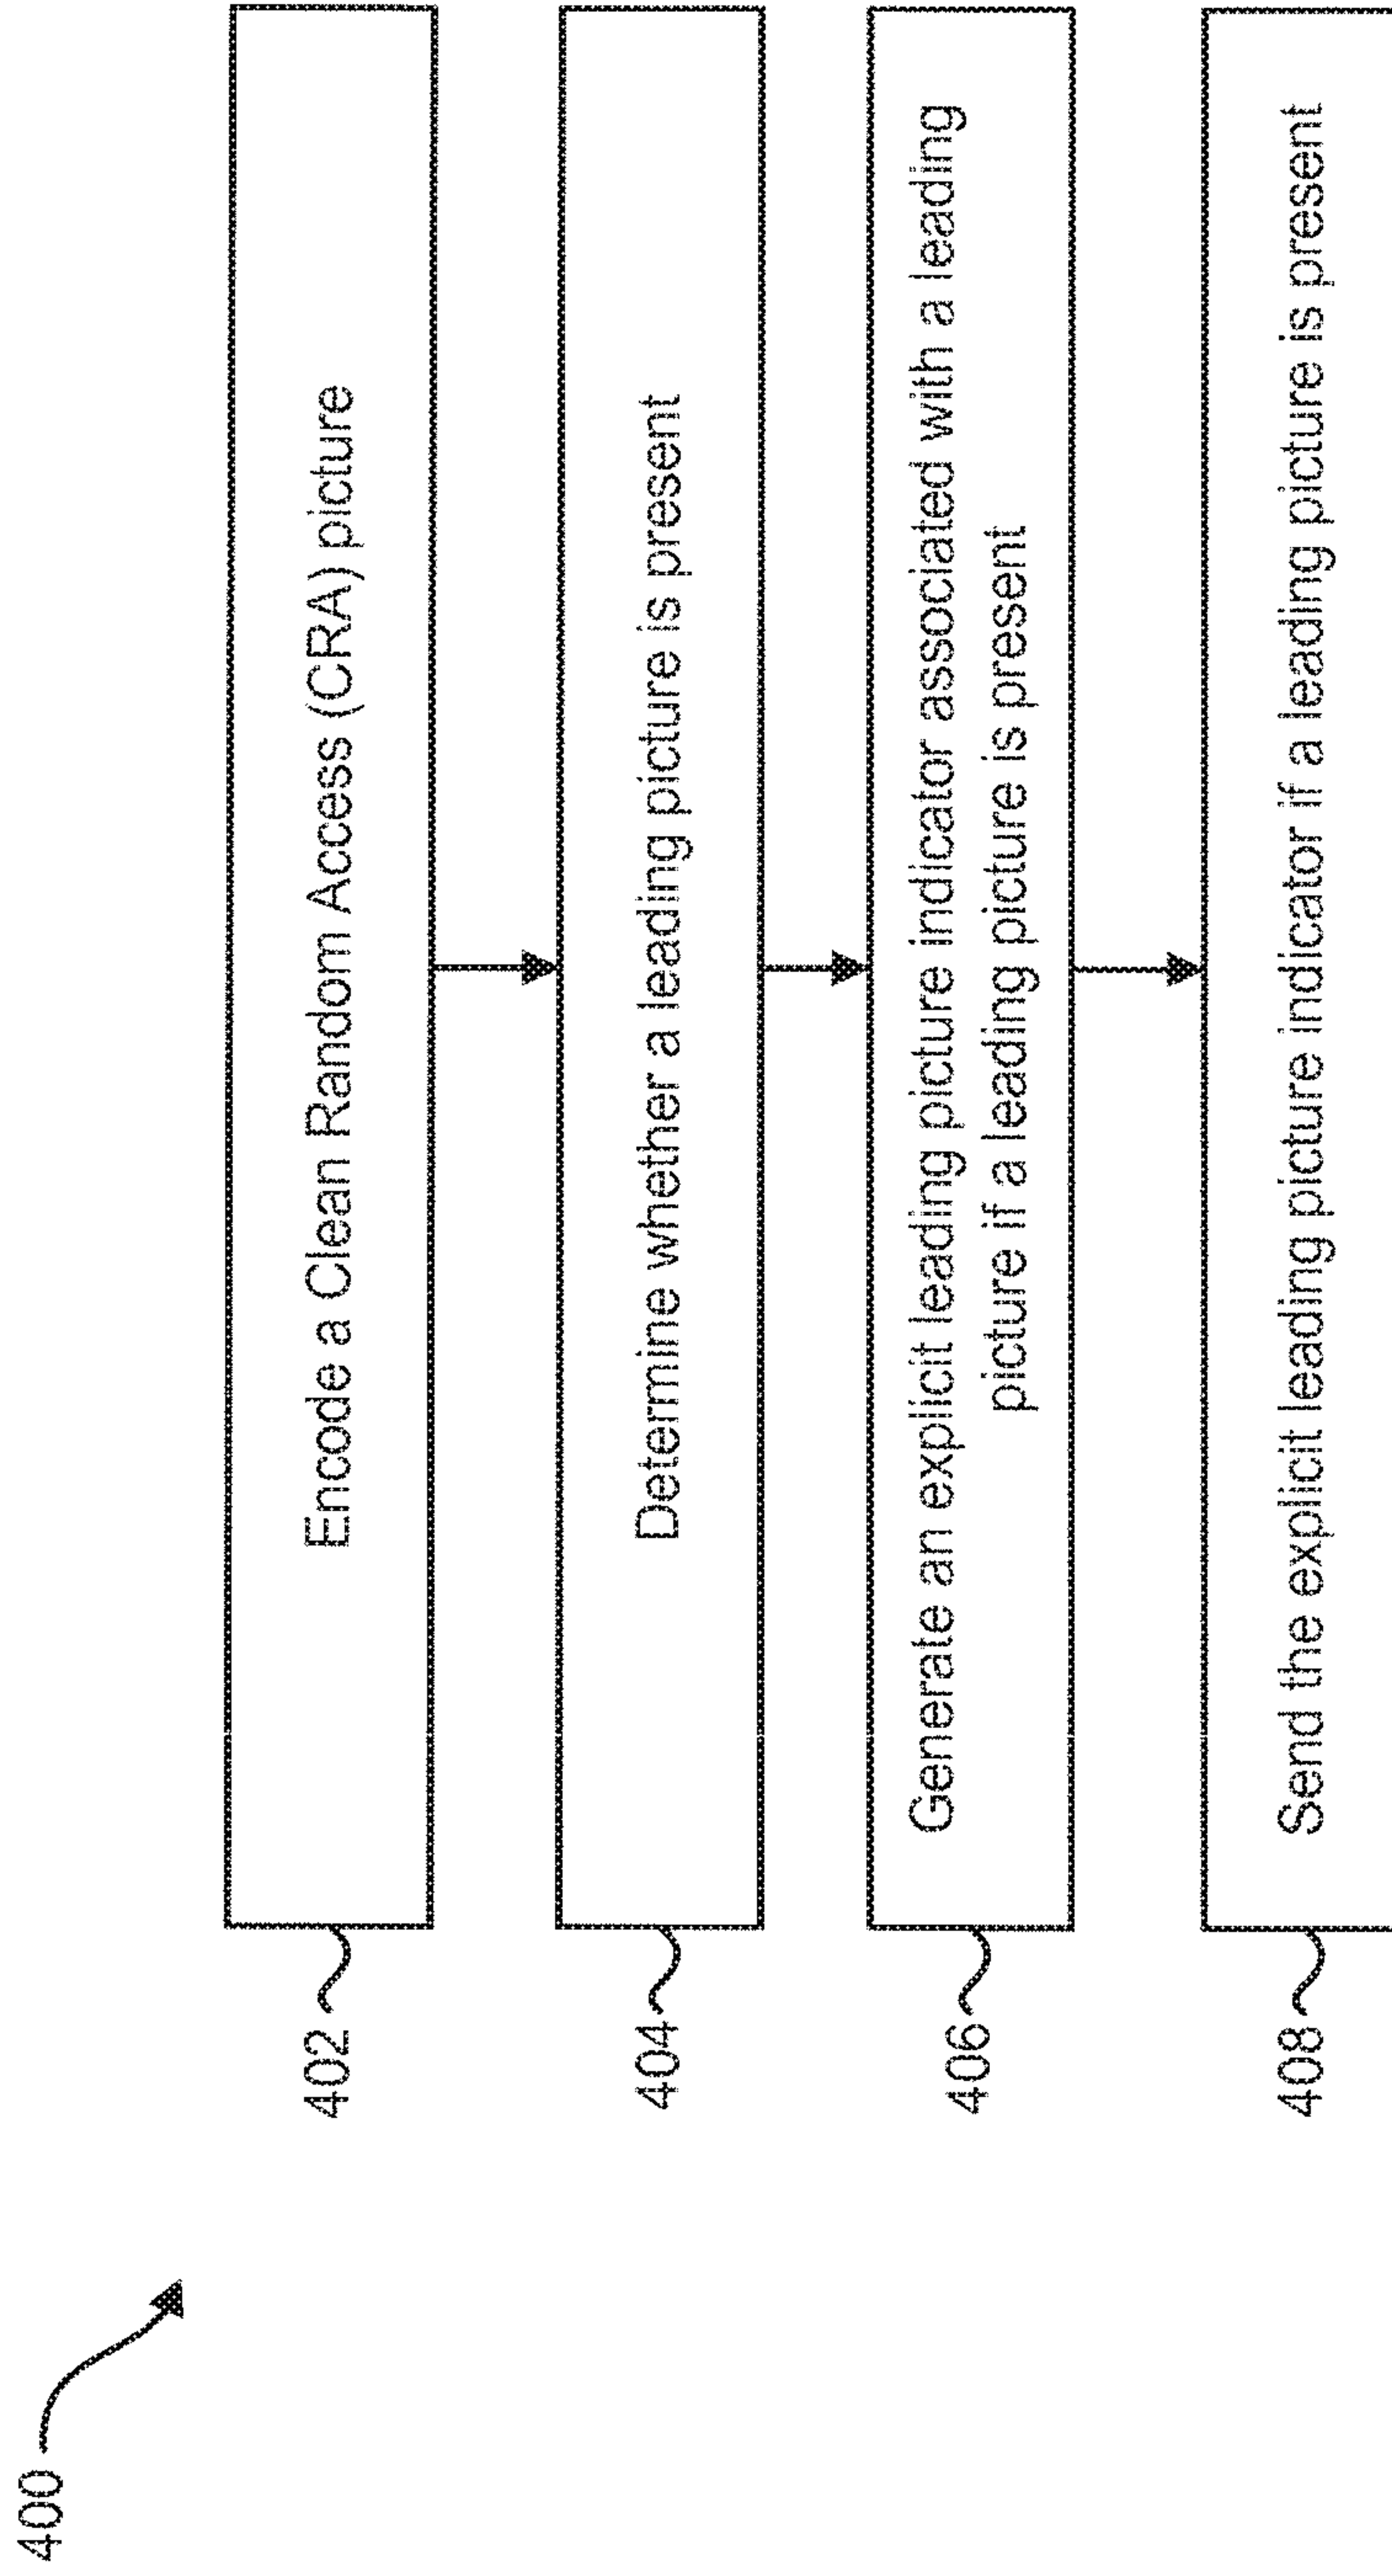 400
402
Encode a Clean Random Access (CRA) picture
404
Determine whether a leading picture is present
406
Generate an explicit leading picture indicator associated with a leading
picture if a leading picture is present
408
Send the explicit leading picture indicator if a leading picture is present